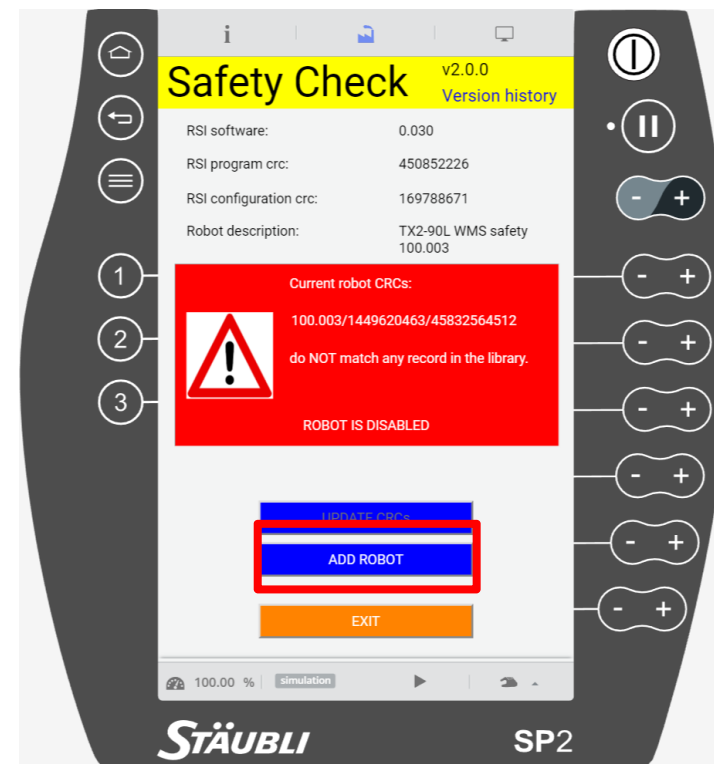 i
Safety Check
v2.0.0
Version history
RSI software: 0.030
RSI program crc: 450852226
RSI configuration crc: 169788671
Robot description: TX2-90L WMS safety
100.003
Current robot CRCs:
100.003/1449620463/45832564512
do NOT match any record in the library.
ROBOT IS DISABLED
UPDATE CRCs
ADD ROBOT
EXIT
100.00 % simulation
1
2
3
- +
- +
- +
- +
- +
- +
- +
STÄUBLI SP2